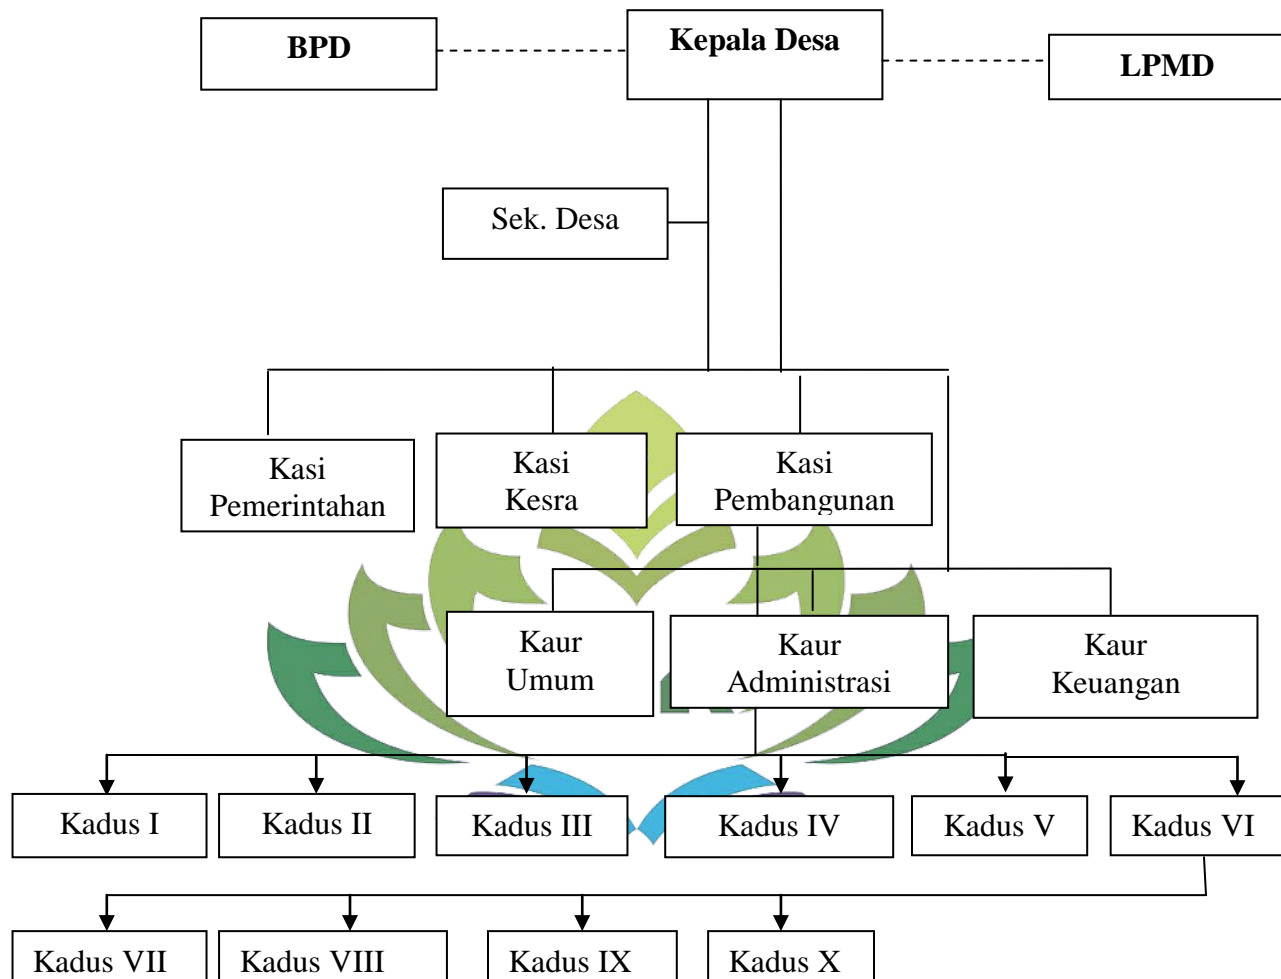 BPD
Kepala Desa
LPMD
Sek. Desa
Kasi
Pemerintahan
Kasi
Kesra
Kasi
Pembangunan
Kaur
Umum
Kaur
Administrasi
Kaur
Keuangan
Kadus I
Kadus II
Kadus III
Kadus IV
Kadus V
Kadus VI
Kadus VII
Kadus VIII
Kadus IX
Kadus X